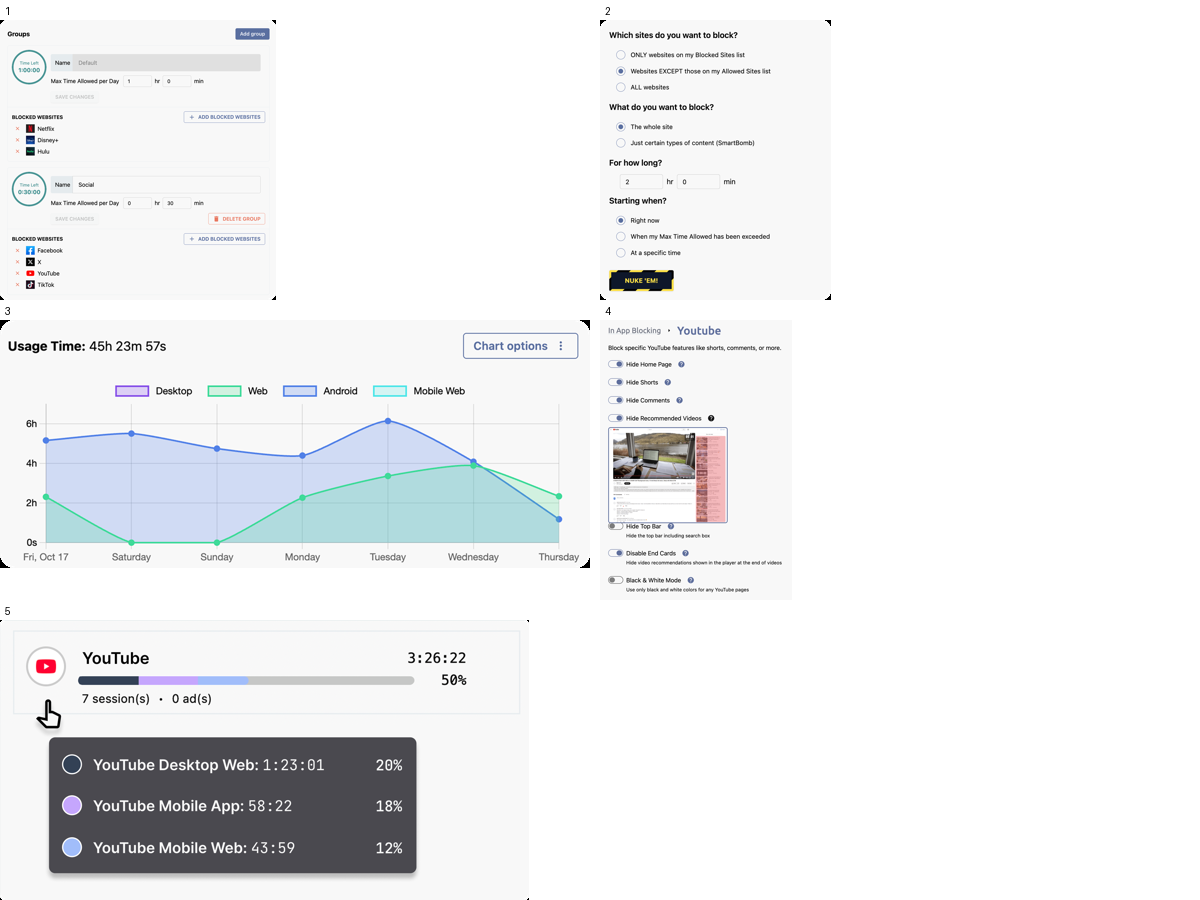 1
Groups
Add group
Time Left
1:00:00
Name
Default
Max Time Allowed per Day
1
hr
0
min
SAVE CHANGES
BLOCKED WEBSITES
+ ADD BLOCKED WEBSITES
× Netflix
× Disney+
× Hulu
Time Left
0:30:00
Name
Social
Max Time Allowed per Day
0
hr
30
min
SAVE CHANGES
DELETE GROUP
BLOCKED WEBSITES
+ ADD BLOCKED WEBSITES
× Facebook
× X
× YouTube
× TikTok
2
Which sites do you want to block?
ONLY websites on my Blocked Sites list
Websites EXCEPT those on my Allowed Sites list
ALL websites
What do you want to block?
The whole site
Just certain types of content (SmartBomb)
For how long?
2 hr 0 min
Starting when?
Right now
When my Max Time Allowed has been exceeded
At a specific time
NUKE 'EM!
3
Usage Time: 45h 23m 57s
Chart options
Desktop Web Android Mobile Web
6h
4h
2h
0s
Fri, Oct 17 Saturday Sunday Monday Tuesday Wednesday Thursday
4
In App Blocking • Youtube
Block specific YouTube features like shorts, comments, or more.
Hide Home Page ?
Hide Shorts ?
Hide Comments ?
Hide Recommended Videos ?
Hide Top Bar ?
Hide the top bar including search box
Disable End Cards ?
Hide video recommendations shown in the player at the end of videos
Black & White Mode ?
Use only black and white colors for any YouTube pages
5
YouTube
3:26:22
50%
7 session(s) • 0 ad(s)
YouTube Desktop Web: 1:23:01 20%
YouTube Mobile App: 58:22 18%
YouTube Mobile Web: 43:59 12%